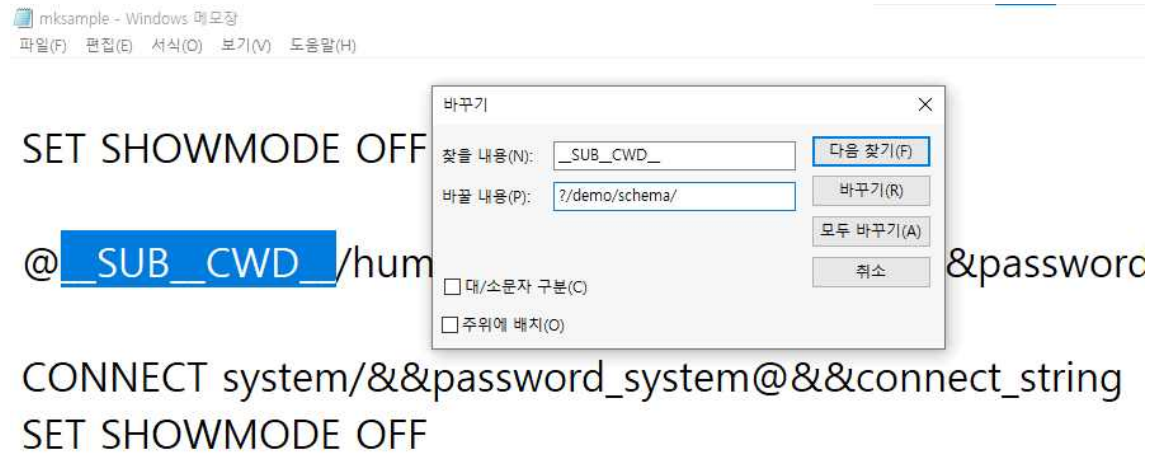 mksample - Windows 메모장
파일(F) 편집(E) 서식(O) 보기(V) 도움말(H)
바꾸기
SET SHOWMODE OFF
찾을 내용(N): __SUB__CWD__ 다음 찾기(F)
바꿀 내용(P): ?/demo/schema/ 바꾸기(R)
모두 바꾸기(A)
@__SUB__CWD__/hum 취소 &password
대/소문자 구분(C)
주위에 배치(O)
CONNECT system/&&password_system@&&connect_string
SET SHOWMODE OFF